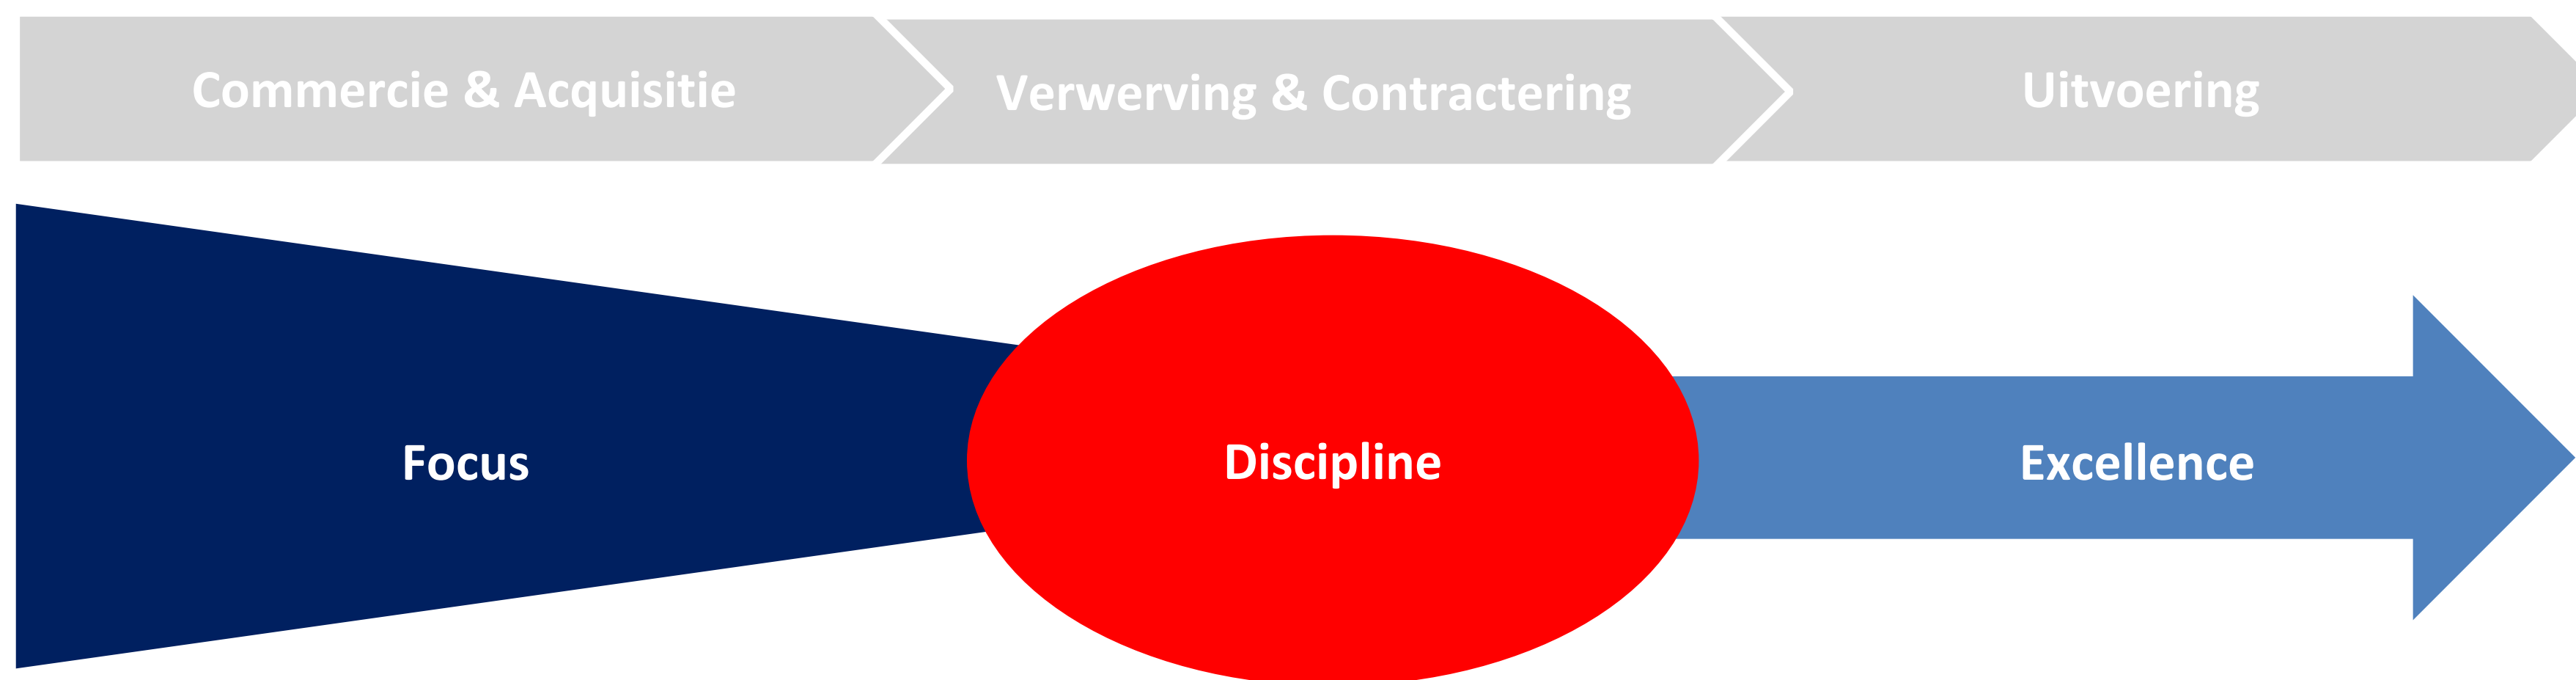 Commercie & Acquisitie
Verwerving & Contractering
Uitvoering
Focus
Discipline
Excellence